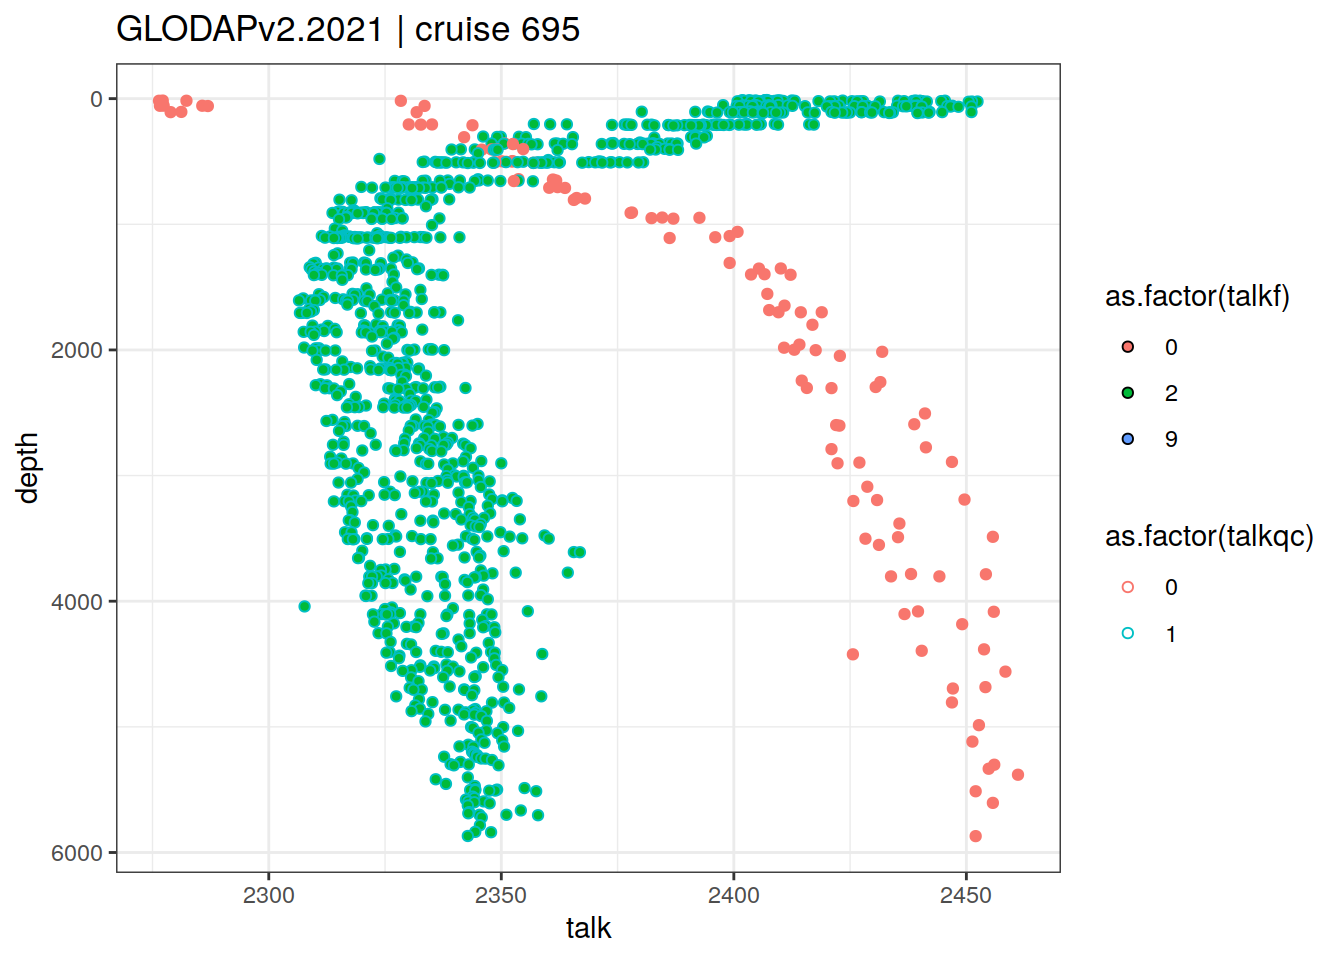 GLODAPv2.2021 | cruise 695
0
2000
4000
6000
depth
2300
2350
2400
2450
talk
as.factor(talkf)
0
2
9
as.factor(talkqc)
0
1